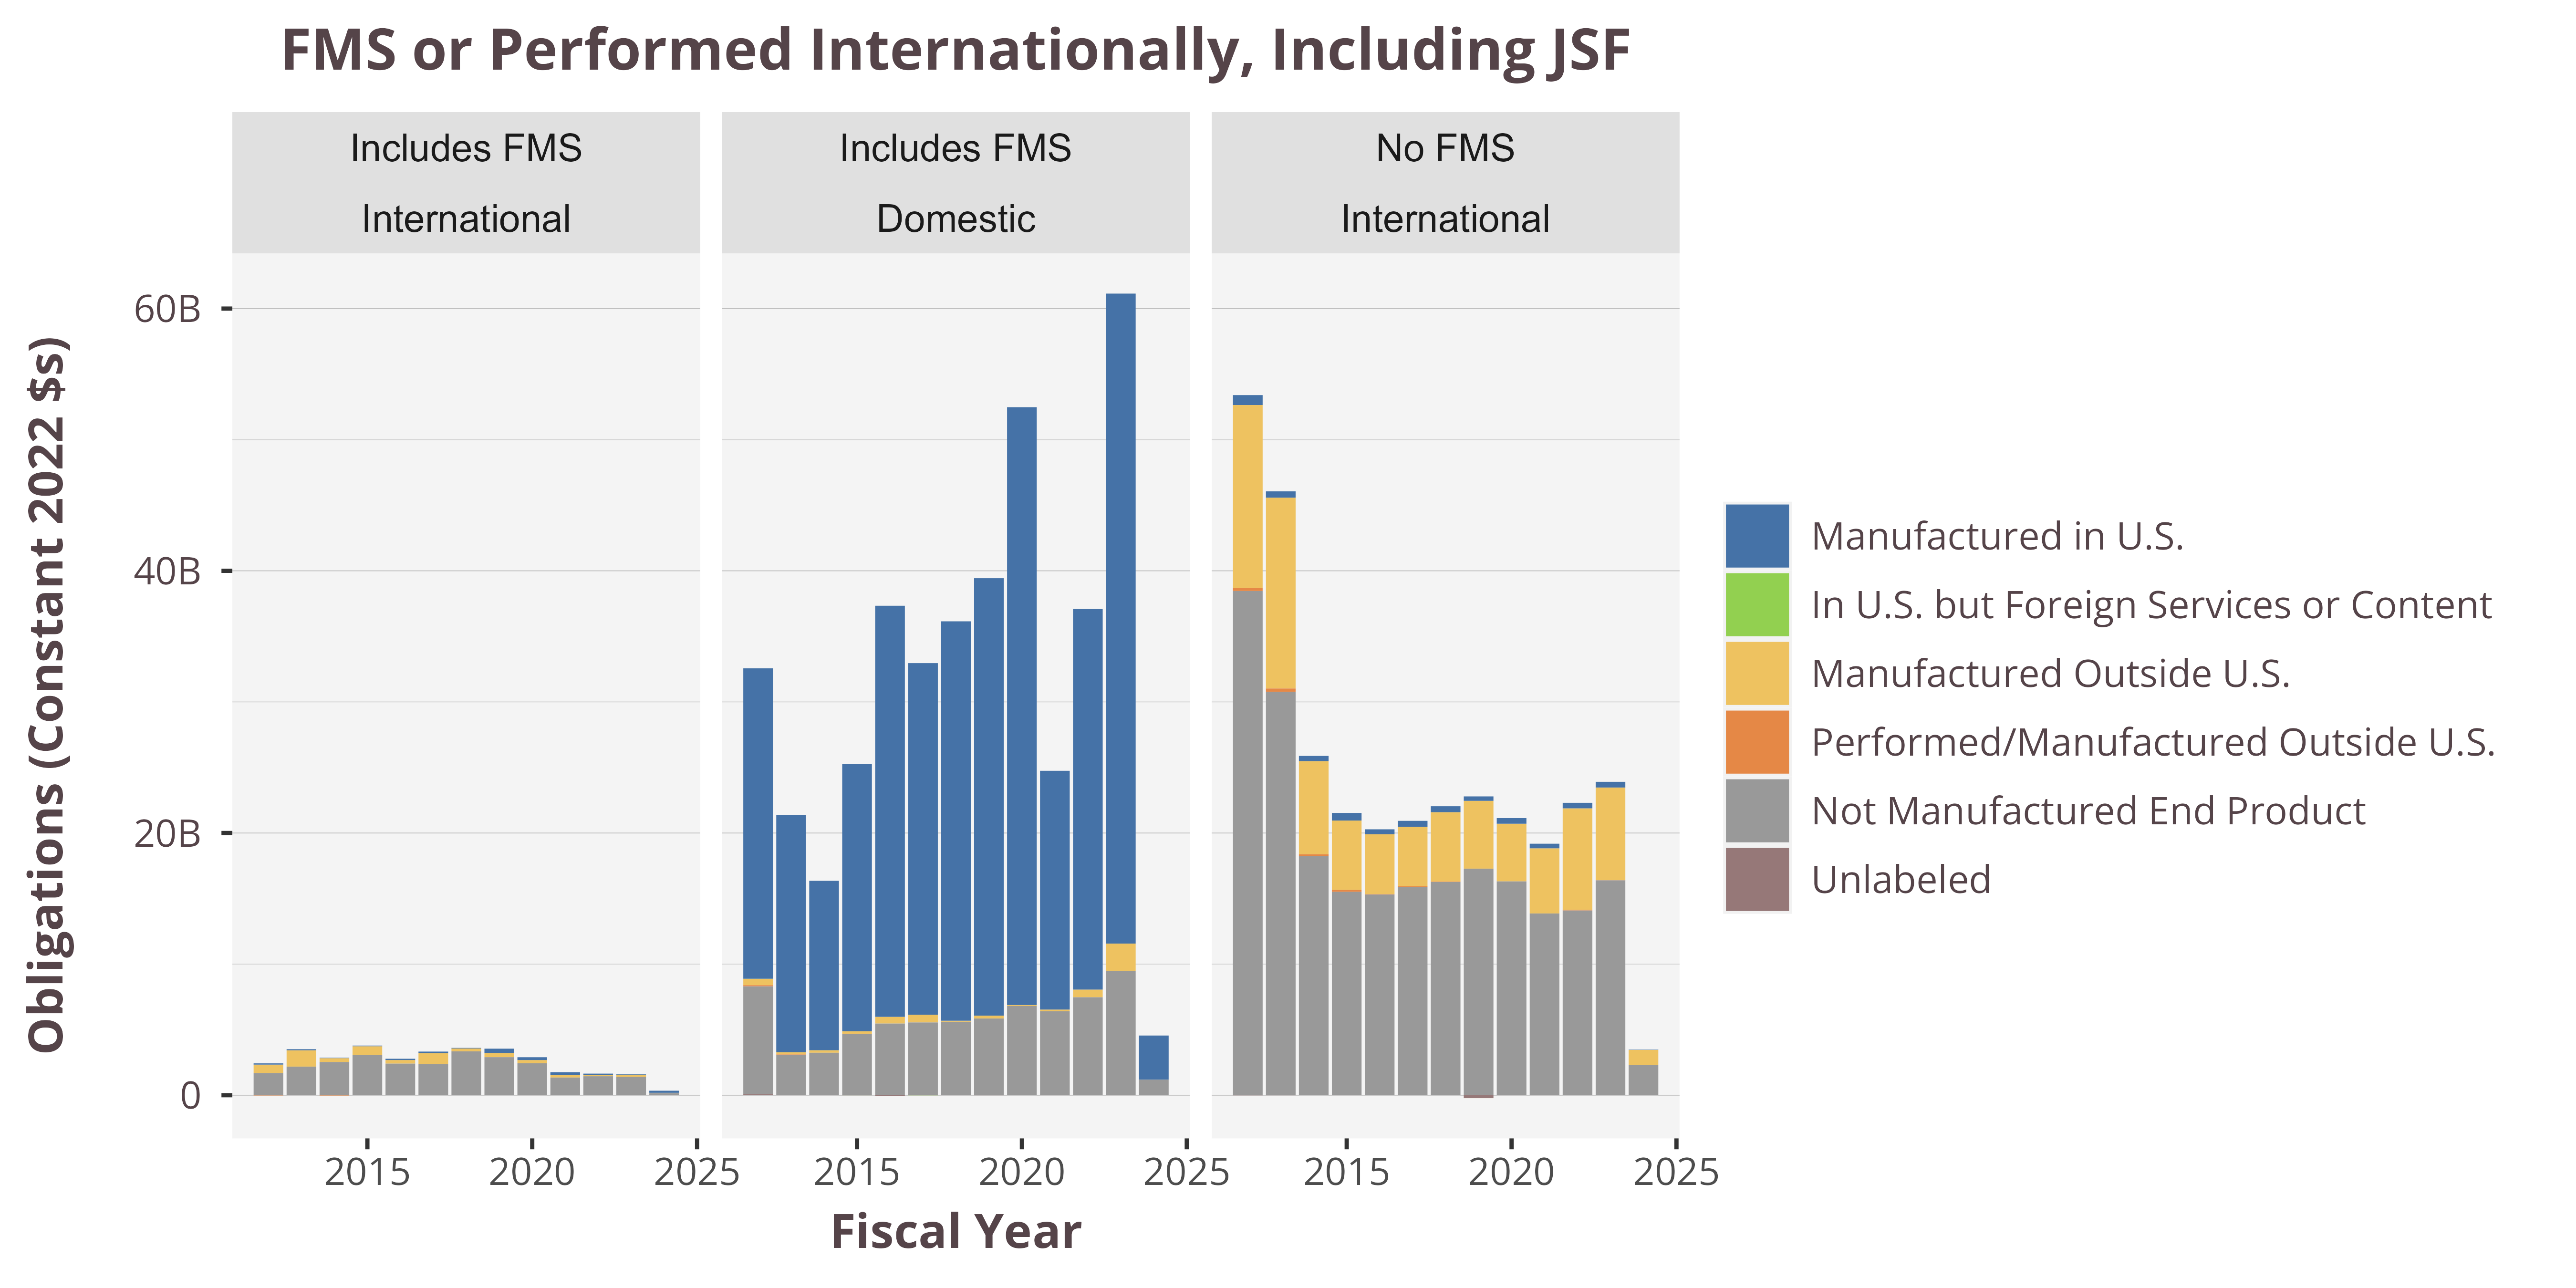 FMS or Performed Internationally, Including JSF
Includes FMS
International
Includes FMS
Domestic
No FMS
International
Obligations (Constant 2022 $s)
60B
40B
20B
0
2015 2020 2025
2015 2020 2025
2015 2020 2025
Fiscal Year
Manufactured in U.S.
In U.S. but Foreign Services or Content
Manufactured Outside U.S.
Performed/Manufactured Outside U.S.
Not Manufactured End Product
Unlabeled